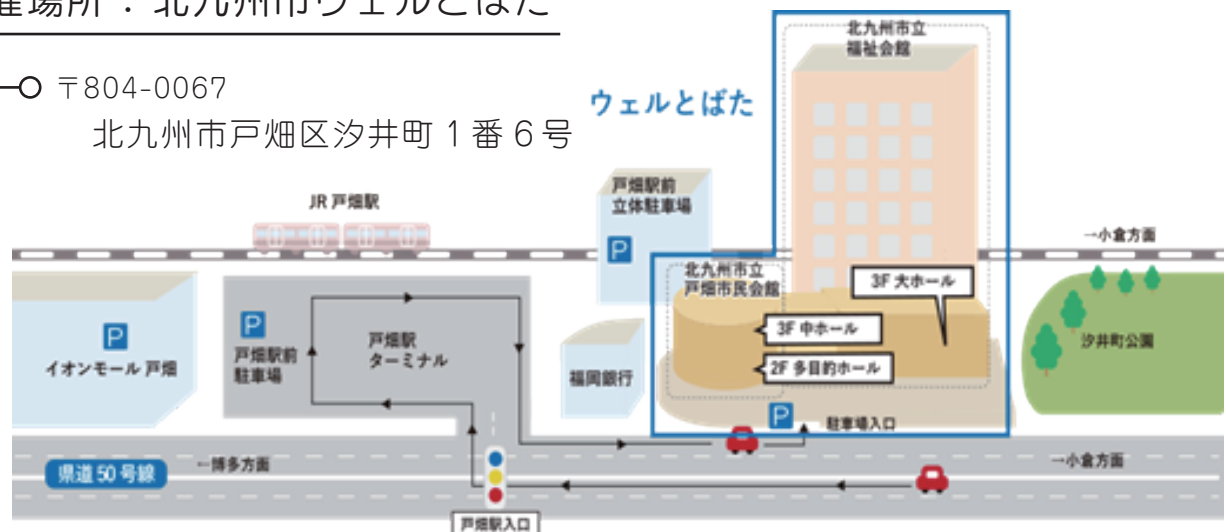 催場所：北九州市ウェルとばた
〒804-0067
北九州市戸畑区汐井町1番6号
ウェルとばた
北九州市立
福祉会館
戸畑駅前
立体駐車場
P
JR 戸畑駅
→小倉方面
北九州市立
戸畑市民会館
3F 大ホール
3F 中ホール
2F 多目的ホール
P
イオンモール 戸畑
P
戸畑駅前
駐車場
戸畑駅
ターミナル
福岡銀行
汐井町公園
P
駐車場入口
県道50号線
←博多方面
→小倉方面
戸畑駅入口